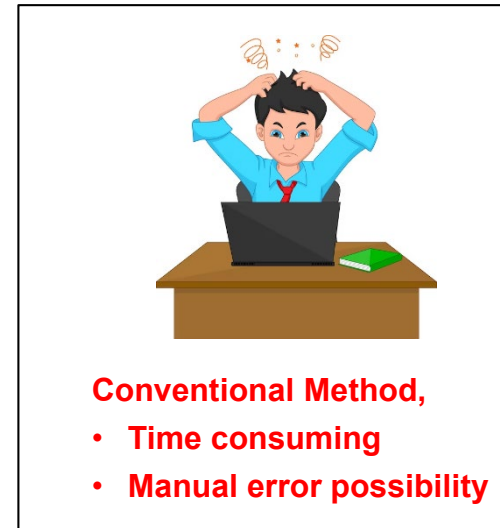 Conventional Method,
• Time consuming
• Manual error possibility